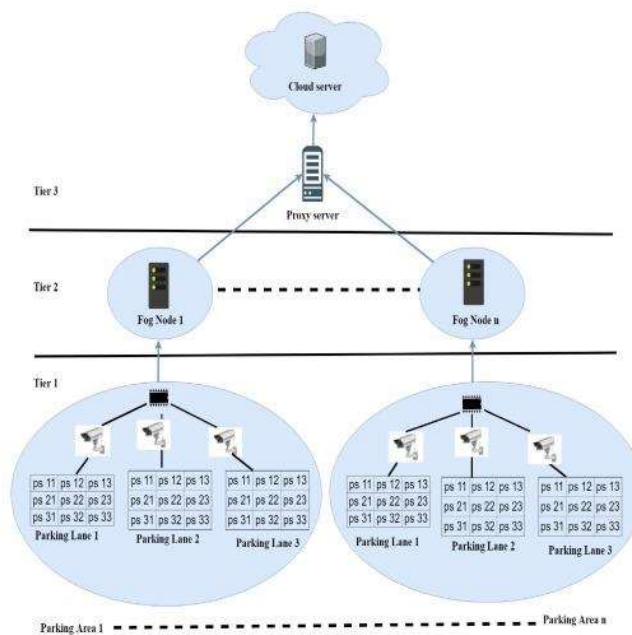 Cloud server
Tier 3
Proxy server
Tier 2
Fog Node 1
Fog Node n
Tier 1
ps 11 ps 12 ps 13
ps 21 ps 22 ps 23
ps 31 ps 32 ps 33
Parking Lane 1
ps 11 ps 12 ps 13
ps 21 ps 22 ps 23
ps 31 ps 32 ps 33
Parking Lane 2
ps 11 ps 12 ps 13
ps 21 ps 22 ps 23
ps 31 ps 32 ps 33
Parking Lane 3
ps 11 ps 12 ps 13
ps 21 ps 22 ps 23
ps 31 ps 32 ps 33
Parking Lane 1
ps 11 ps 12 ps 13
ps 21 ps 22 ps 23
ps 31 ps 32 ps 33
Parking Lane 2
ps 11 ps 12 ps 13
ps 21 ps 22 ps 23
ps 31 ps 32 ps 33
Parking Lane 3
Parking Area 1
Parking Area n